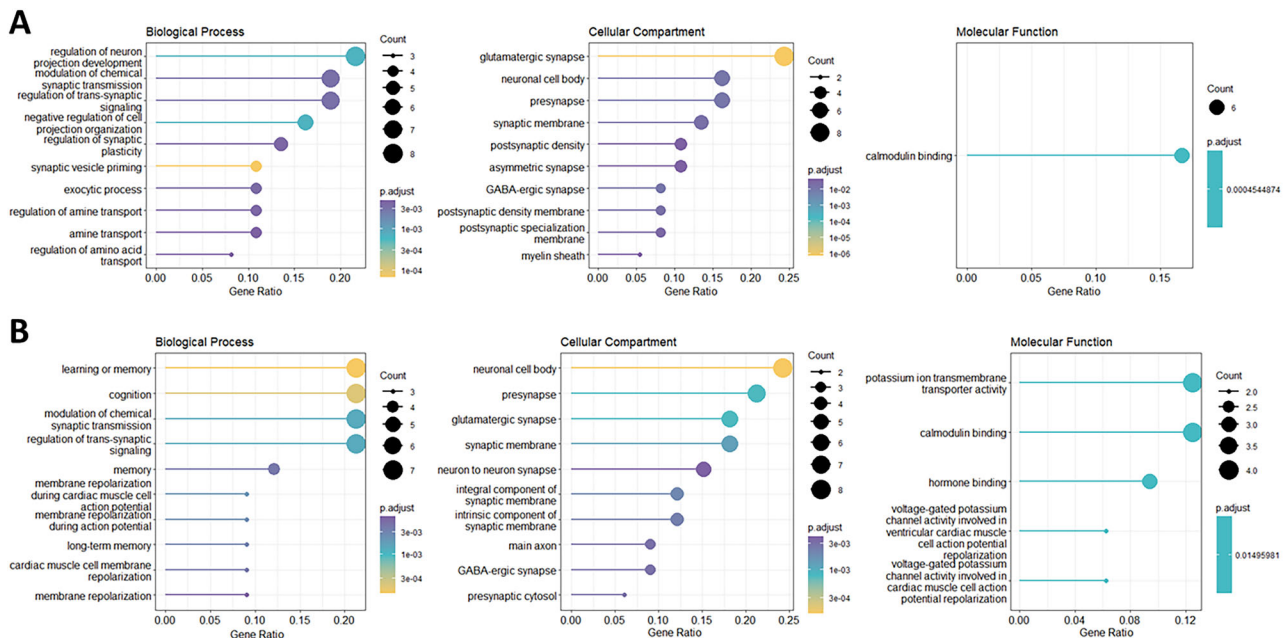 A
Biological Process
regulation of neuron
projection development
modulation of chemical
synaptic transmission
regulation of trans-synaptic
signaling
negative regulation of cell
projection organization
regulation of synaptic
plasticity
synaptic vesicle priming
exocytic process
regulation of amine transport
amine transport
regulation of amino acid
transport
0.00 0.05 0.10 0.15 0.20
Gene Ratio
Count
3
4
5
6
7
8
p.adjust
3e-03
1e-03
3e-04
1e-04
Cellular Compartment
glutamatergic synapse
neuronal cell body
presynapse
synaptic membrane
postsynaptic density
asymmetric synapse
GABA-ergic synapse
postsynaptic density membrane
postsynaptic specialization
membrane
myelin sheath
0.00 0.05 0.10 0.15 0.20 0.25
Gene Ratio
Count
2
4
6
8
p.adjust
1e-02
1e-03
1e-04
1e-05
1e-06
Molecular Function
calmodulin binding
0.00 0.05 0.10 0.15
Gene Ratio
Count
6
p.adjust
0.0004544874
B
Biological Process
learning or memory
cognition
modulation of chemical
synaptic transmission
regulation of trans-synaptic
signaling
memory
membrane repolarization
during cardiac muscle cell
action potential
membrane repolarization
during action potential
long-term memory
cardiac muscle cell membrane
repolarization
membrane repolarization
0.00 0.05 0.10 0.15 0.20
Gene Ratio
Count
3
4
5
6
7
p.adjust
3e-03
1e-03
3e-04
Cellular Compartment
neuronal cell body
presynapse
glutamatergic synapse
synaptic membrane
neuron to neuron synapse
integral component of
synaptic membrane
intrinsic component of
synaptic membrane
main axon
GABA-ergic synapse
presynaptic cytosol
0.00 0.05 0.10 0.15 0.20 0.25
Gene Ratio
Count
2
3
4
5
6
7
8
p.adjust
3e-03
1e-03
3e-04
Molecular Function
potassium ion transmembrane
transporter activity
calmodulin binding
hormone binding
voltage-gated potassium
channel activity involved in
ventricular cardiac muscle
cell action potential
repolarization
voltage-gated potassium
channel activity involved in
cardiac muscle cell action
potential repolarization
0.00 0.04 0.08 0.12
Gene Ratio
Count
2.0
2.5
3.0
3.5
4.0
p.adjust
0.01495981